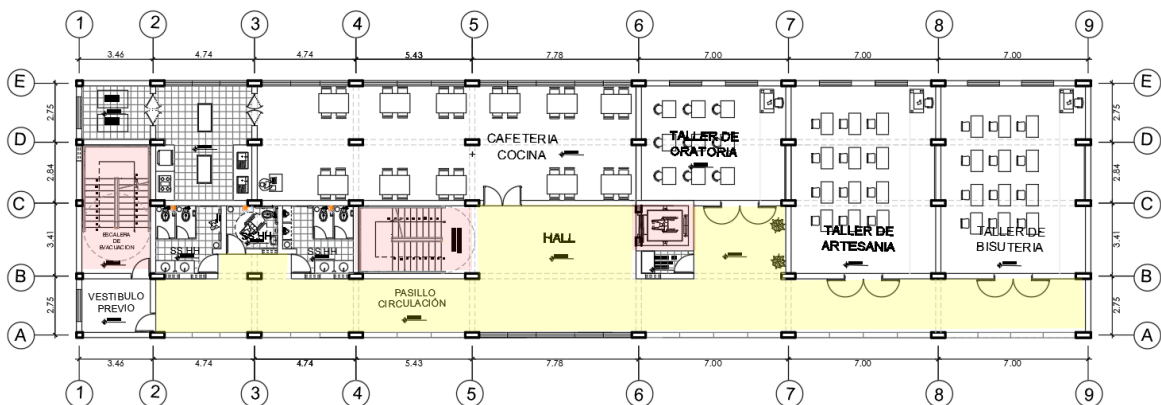 1 2 3 4 5 6 7 8 9
3.46 4.74 4.74 5.43 7.78 7.00 7.00 7.00
E E
2.75 2.75
D D
2.84 2.84
C C
3.41 3.41
B B
2.75 2.75
A A
CAFETERIA
COCINA
TALLER DE
ORATORIA
ESCALERA
DE
EVACUACION
SS.HH
SS.HH
SS.HH
HALL
TALLER DE
ARTESANIA
TALLER DE
BISUTERIA
VESTIBULO
PREVIO
PASILLO
CIRCULACIÓN
3.46 4.74 4.74 5.43 7.78 7.00 7.00 7.00
1 2 3 4 5 6 7 8 9